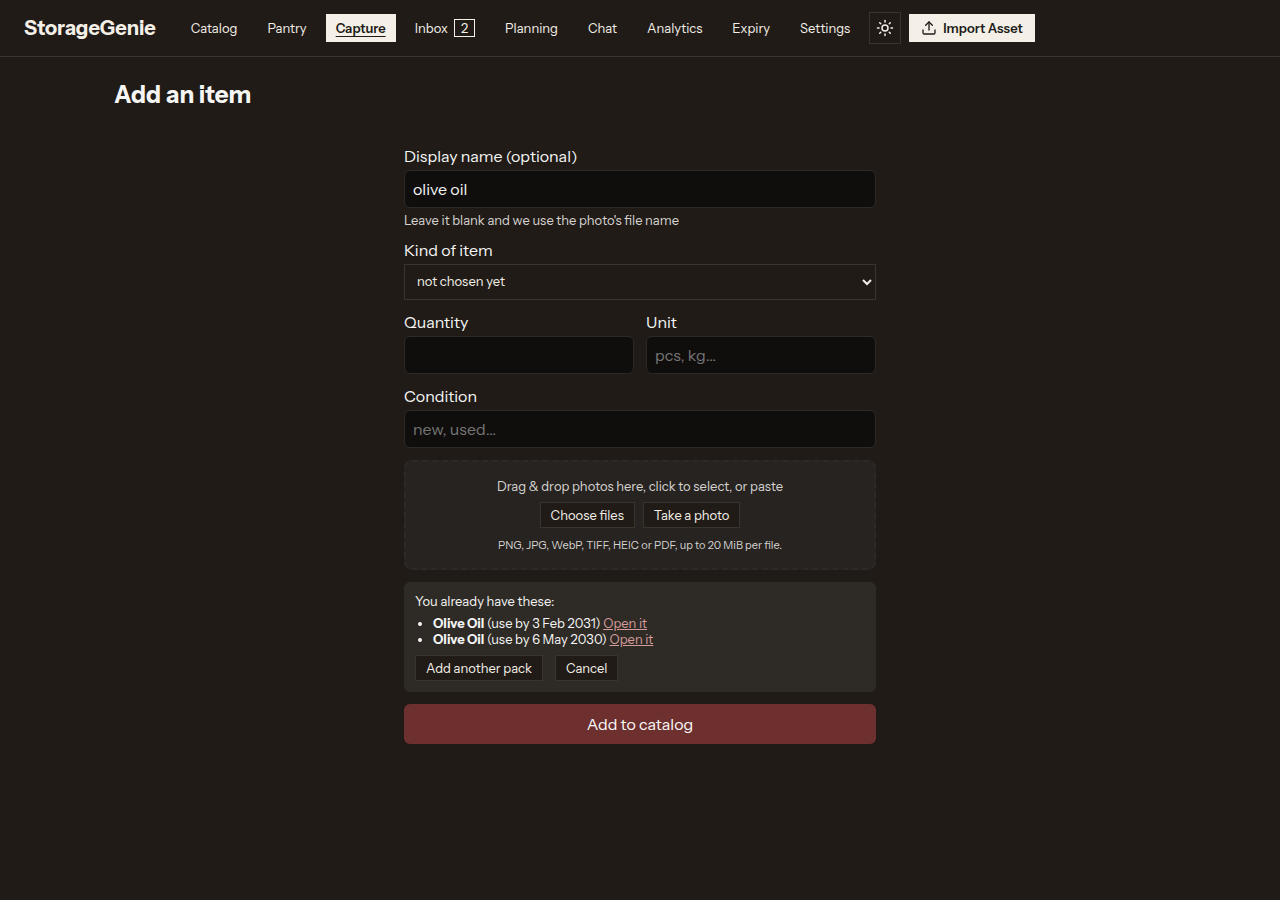 StorageGenie Catalog Pantry Capture Inbox 2 Planning Chat Analytics Expiry Settings Import Asset
Add an item
Display name (optional)
olive oil
Leave it blank and we use the photo's file name
Kind of item
not chosen yet
Quantity Unit
pcs, kg...
Condition
new, used...
Drag & drop photos here, click to select, or paste
Choose files Take a photo
PNG, JPG, WebP, TIFF, HEIC or PDF, up to 20 MiB per file.
You already have these:
• Olive Oil (use by 3 Feb 2031) Open it
• Olive Oil (use by 6 May 2030) Open it
Add another pack Cancel
Add to catalog